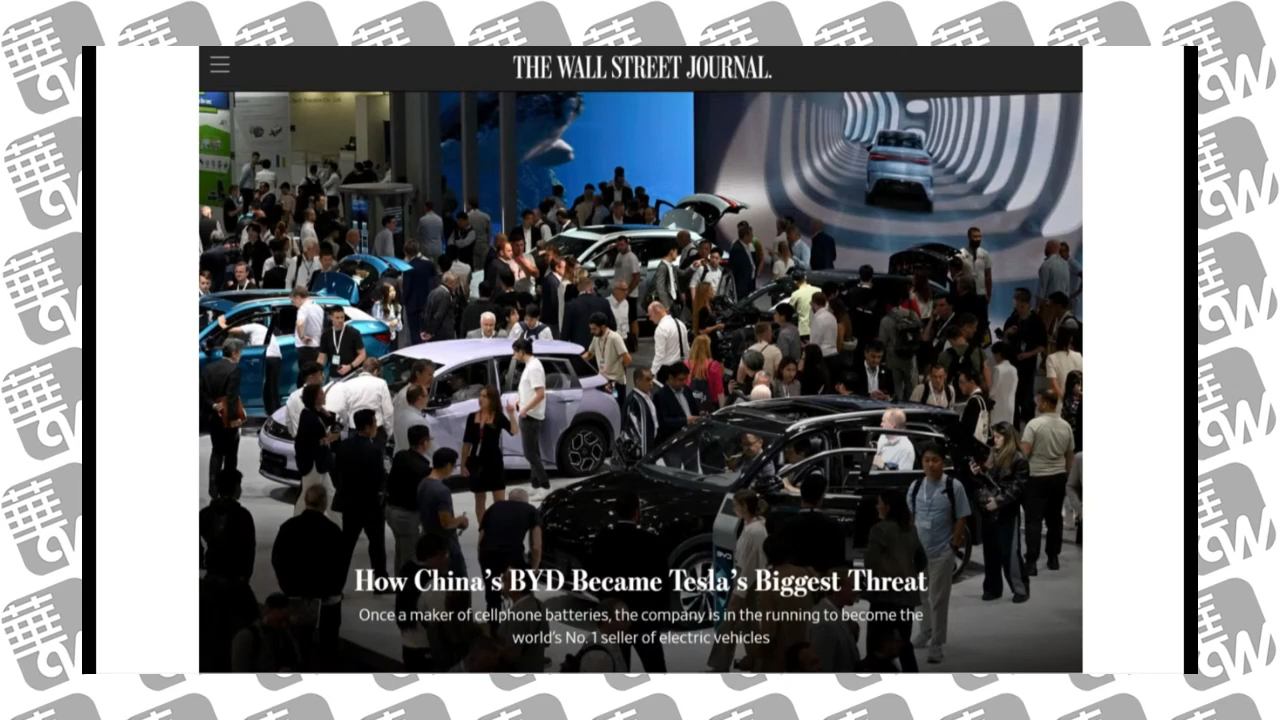 THE WALL STREET JOURNAL.
How China's BYD Became Tesla's Biggest Threat
Once a maker of cellphone batteries, the company is in the running to become the
world's No. 1 seller of electric vehicles
BYD